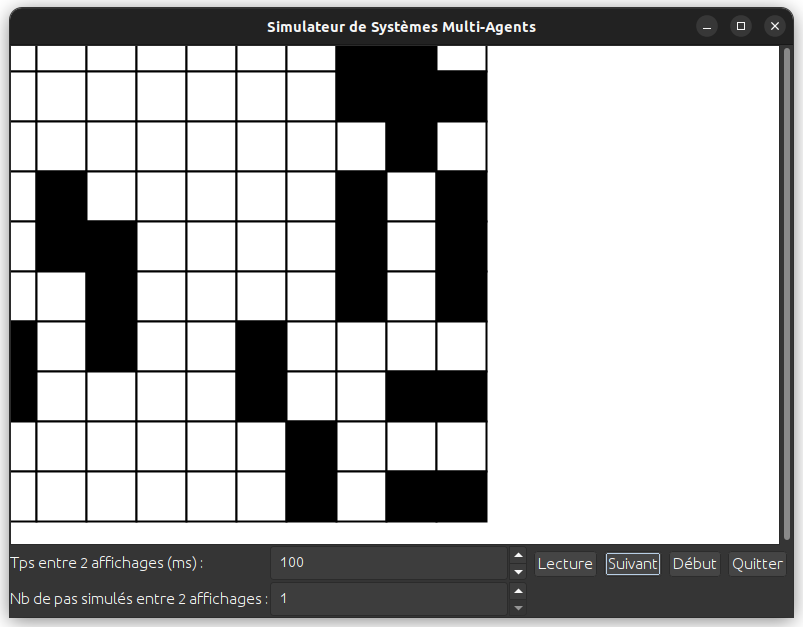 Simulateur de Systèmes Multi-Agents
Tps entre 2 affichages (ms) : 100 Lecture Suivant Début Quitter
Nb de pas simulés entre 2 affichages : 1